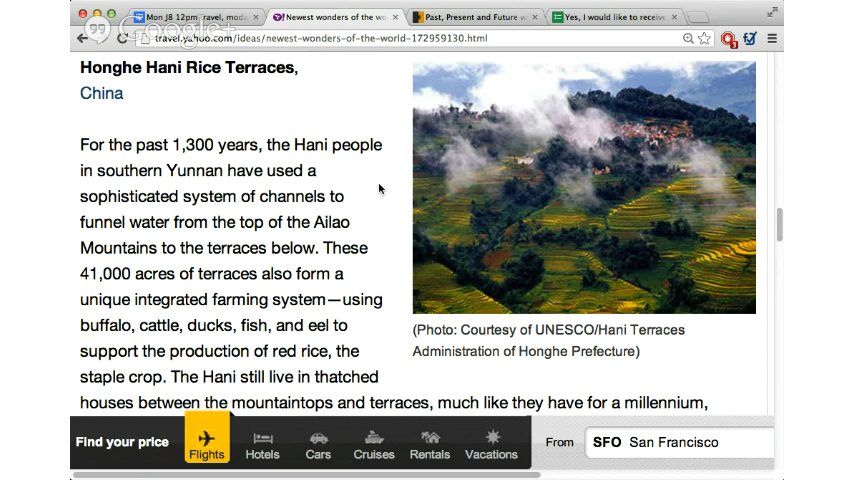 Mon J8 12pm Travel, moda
Newest wonders of the wo
Past, Present and Future w
Yes, I would like to receive
Google+
travel.yahoo.com/ideas/newest-wonders-of-the-world-172959130.html
Honghe Hani Rice Terraces,
China
For the past 1,300 years, the Hani people
in southern Yunnan have used a
sophisticated system of channels to
funnel water from the top of the Ailao
Mountains to the terraces below. These
41,000 acres of terraces also form a
unique integrated farming system—using
buffalo, cattle, ducks, fish, and eel to
support the production of red rice, the
staple crop. The Hani still live in thatched
houses between the mountaintops and terraces, much like they have for a millennium,
(Photo: Courtesy of UNESCO/Hani Terraces
Administration of Honghe Prefecture)
Find your price
Flights
Hotels
Cars
Cruises
Rentals
Vacations
From
SFO San Francisco